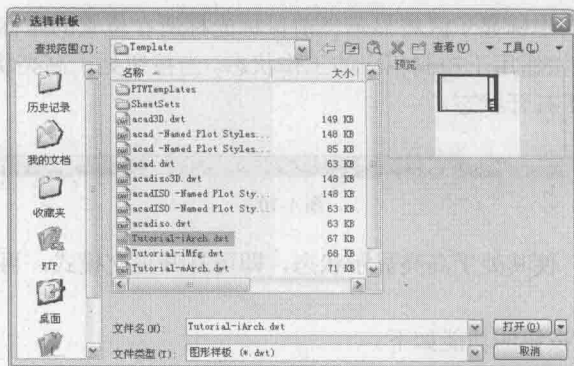 选择样板
查找范围(I): Template 查看(V) 工具(L)
名称 大小 预览
PTWTemplates
SheetSets
acad3D.dwt 149 KB
acad -Named Plot Styles... 148 KB
acad -Named Plot Styles... 85 KB
acad.dwt 63 KB
acadiso3D.dwt 148 KB
acadISO -Named Plot Sty... 148 KB
acadISO -Named Plot Sty... 63 KB
acadiso.dwt 63 KB
Tutorial-iArch.dwt 67 KB
Tutorial-iMfg.dwt 68 KB
Tutorial-mArch.dwt 71 KB
历史记录
我的文档
收藏夹
FTP
桌面
文件名(N): Tutorial-iArch.dwt 打开(O)
文件类型(T): 图形样板 (*.dwt) 取消